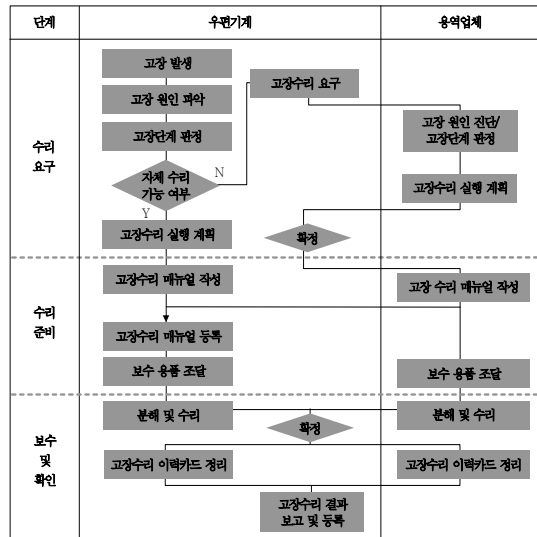 단계
우편기계
용역업체
수리
요구
고장 발생
고장 원인 파악
고장단계 판정
자체 수리
가능 여부
N
Y
고장수리 실행 계획
고장수리 요구
고장 원인 진단/
고장단계 판정
고장수리 실행 계획
확정
수리
준비
고장수리 매뉴얼 작성
고장 수리 매뉴얼 작성
고장수리 매뉴얼 등록
보수 용품 조달
보수 용품 조달
보수
및
확인
분해 및 수리
확정
분해 및 수리
고장수리 이력카드 정리
고장수리 이력카드 정리
고장수리 결과
보고 및 등록